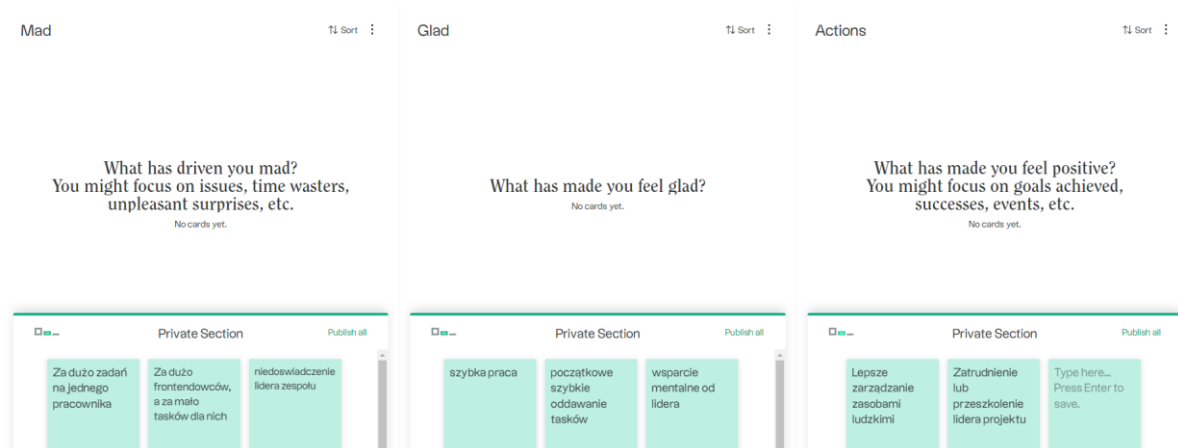 Mad
Sort
What has driven you mad?
You might focus on issues, time wasters,
unpleasant surprises, etc.
No cards yet.
Private Section
Publish all
Za dużo zadań
na jednego
pracownika
Za dużo
frontendowców,
a za mało
tasków dla nich
niedoswiadczenie
lidera zespołu
Glad
Sort
What has made you feel glad?
No cards yet.
Private Section
Publish all
szybka praca
początkowe
szybkie
oddawanie
tasków
wsparcie
mentalne od
lidera
Actions
Sort
What has made you feel positive?
You might focus on goals achieved,
successes, events, etc.
No cards yet.
Private Section
Publish all
Lepsze
zarządzanie
zasobami
ludzkimi
Zatrudnienie
lub
przeszkolenie
lidera projektu
Type here...
Press Enter to
save.